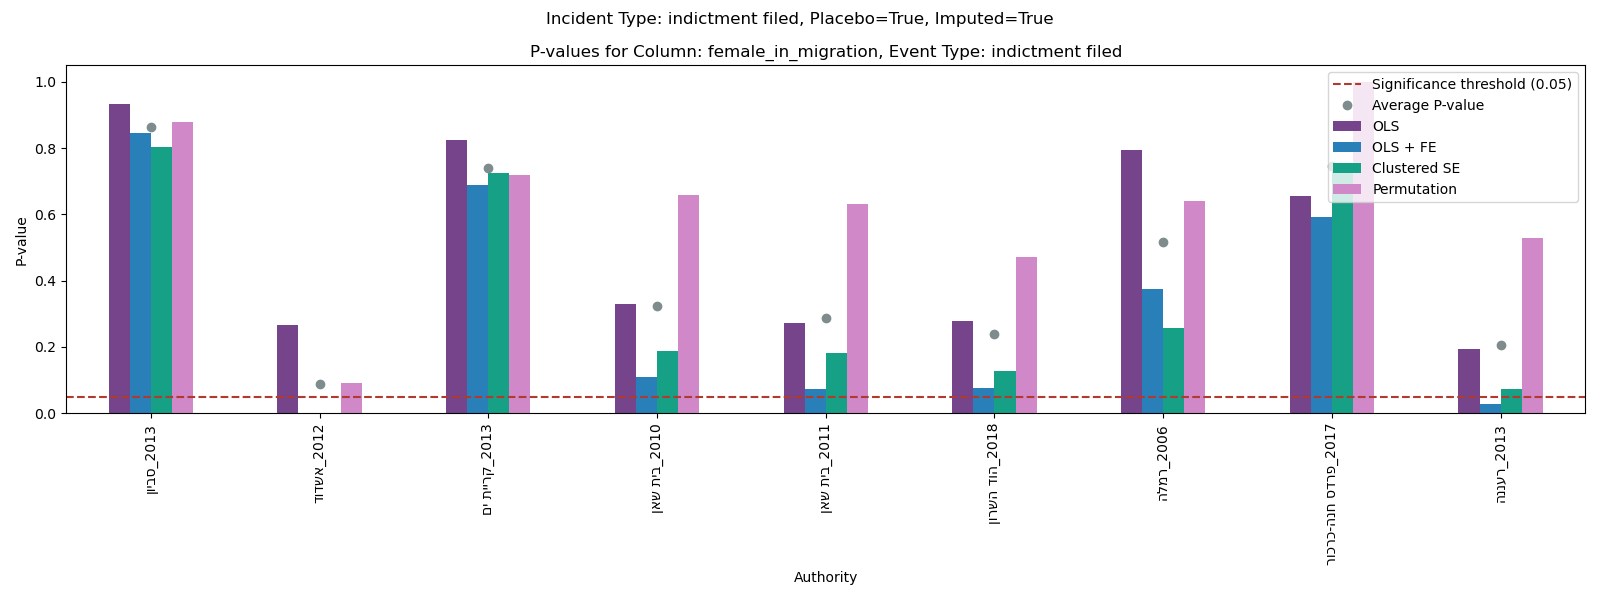 Incident Type: indictment filed, Placebo=True, Imputed=True
P-values for Column: female_in_migration, Event Type: indictment filed
Significance threshold (0.05)
Average P-value
OLS
OLS + FE
Clustered SE
Permutation
P-value
1.0
0.8
0.6
0.4
0.2
0.0
סביון_2013
אשדוד_2012
קריית ים_2013
בית שאן_2010
בית שאן_2011
הוד השרון_2018
רמלה_2006
פרדס חנה-כרכור_2017
רעננה_2013
Authority